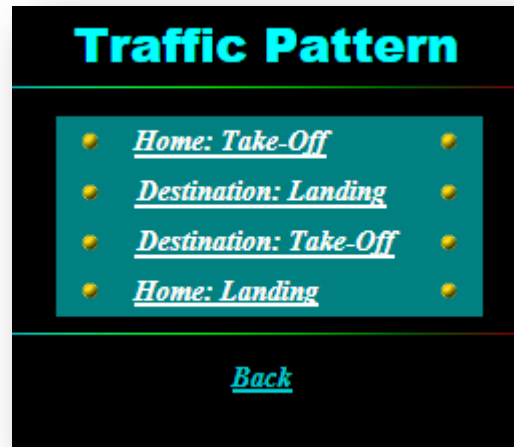 Traffic Pattern
Home: Take-Off
Destination: Landing
Destination: Take-Off
Home: Landing
Back